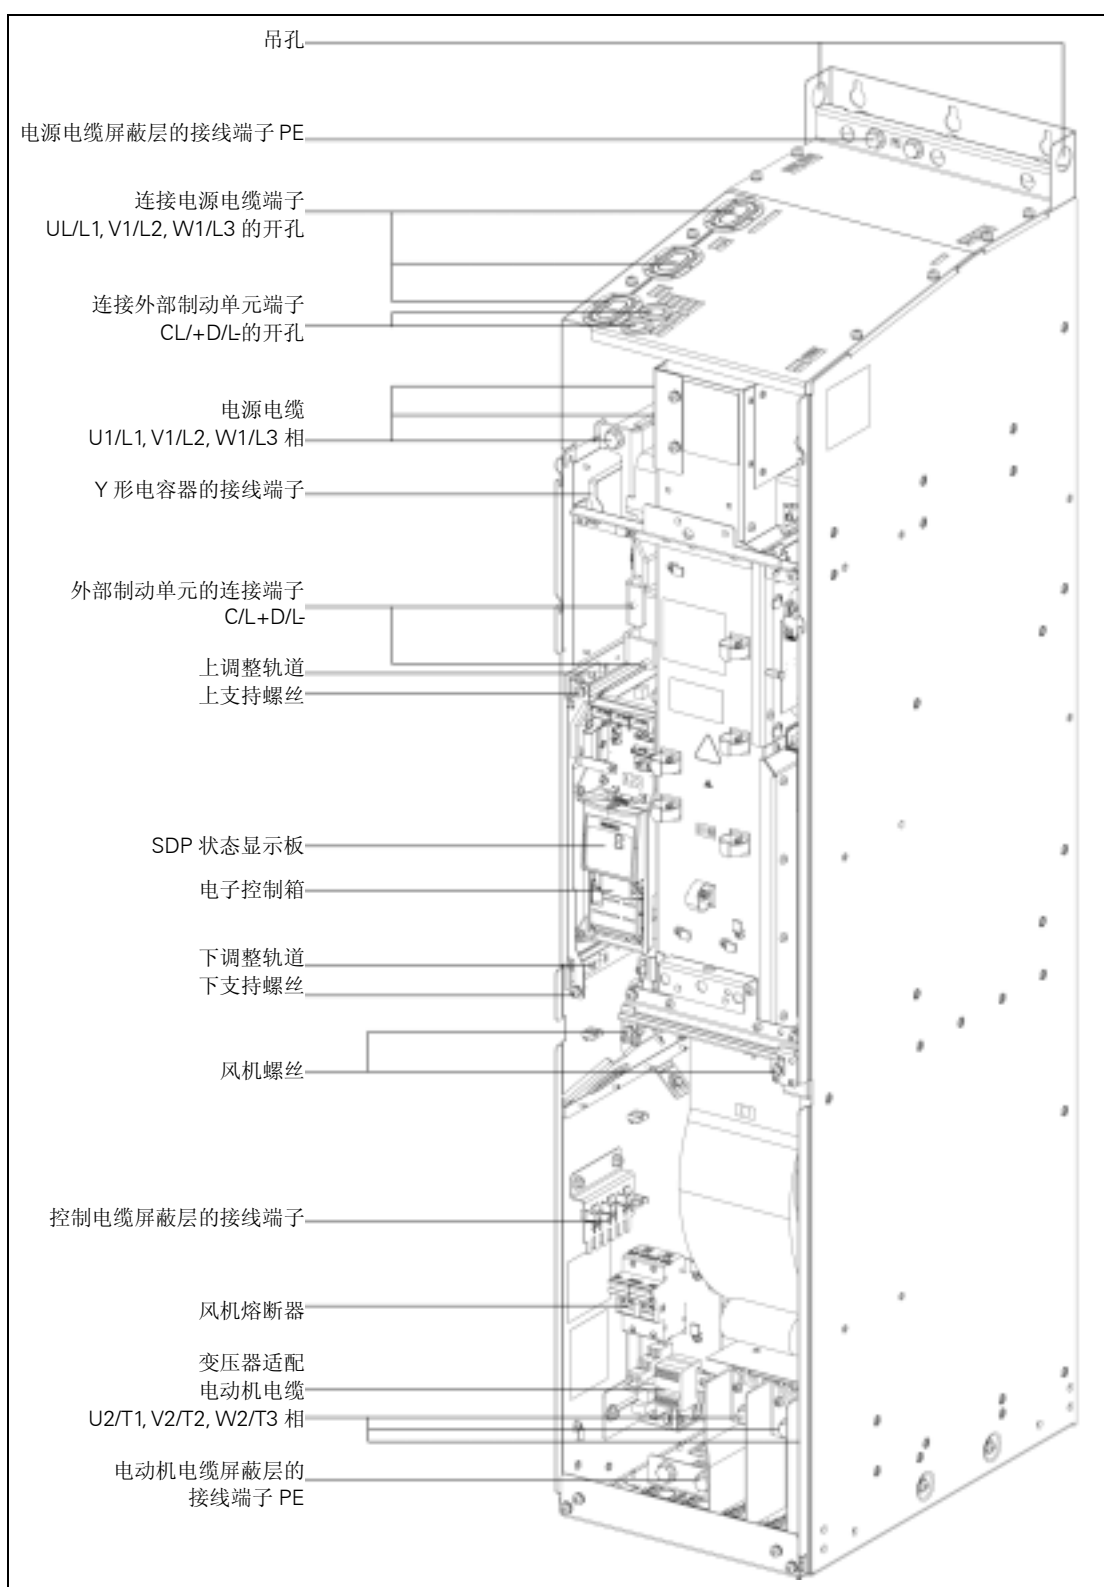 吊孔
电源电缆屏蔽层的接线端子 PE
连接电源电缆端子
UL/L1, V1/L2, W1/L3 的开孔
连接外部制动单元端子
CL/+D/L-的开孔
电源电缆
U1/L1, V1/L2, W1/L3 相
Y 形电容器的接线端子
外部制动单元的连接端子
C/L+D/L-
上调整轨道
上支持螺丝
SDP 状态显示板
电子控制箱
下调整轨道
下支持螺丝
风机螺丝
控制电缆屏蔽层的接线端子
风机熔断器
变压器适配
电动机电缆
U2/T1, V2/T2, W2/T3 相
电动机电缆屏蔽层的
接线端子 PE